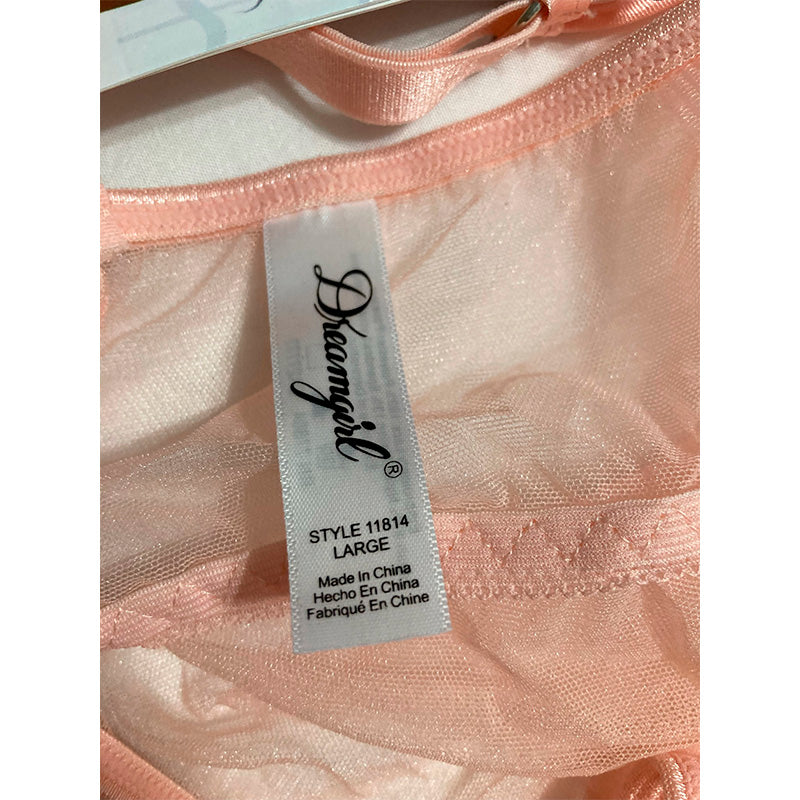 Dreamgirl®
STYLE 11814
LARGE
Made In China
Hecho En China
Fabriqué En Chine